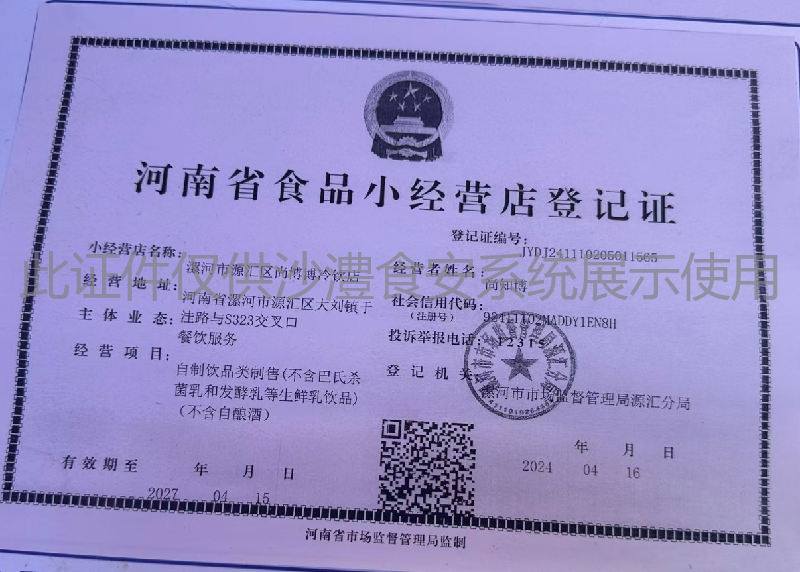 河南省食品小经营店登记证
登记证编号:
JYDJ241110205011565
小经营店名称:
漯河市源汇区尚博博冷饮店
经营者姓名:
尚知博
经营地址:
河南省漯河市源汇区大刘镇于
洼路与S323交叉口
社会信用代码:
(注册号)
92411102MADDY1EN8H
主体业态:
餐饮服务
投诉举报电话:
12315
经营项目:
自制饮品类制售(不含巴氏杀
菌乳和发酵乳等生鲜乳饮品)
(不含自酿酒)
登记机关
漯河市市场监督管理局源汇分局
年 月 日
2024 04 16
有效期至 年 月 日
2027 04 15
河南省市场监督管理局监制
此证件仅供沙澧食安系统展示使用